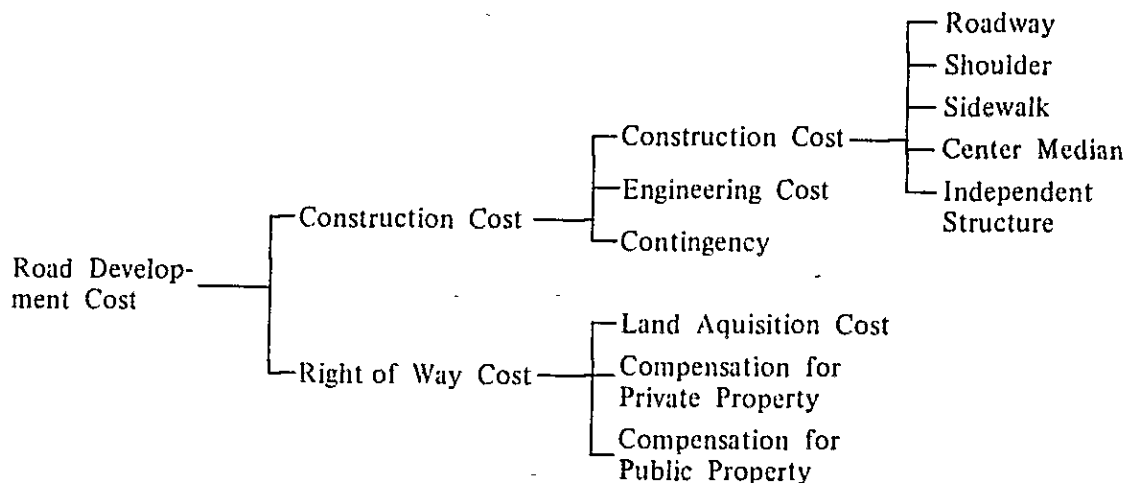 Roadway
Shoulder
Sidewalk
Center Median
Independent
Structure
Construction Cost
Engineering Cost
Contingency
Construction Cost
Road Develop-
ment Cost
Right of Way Cost
Land Aquisition Cost
Compensation for
Private Property
Compensation for
Public Property